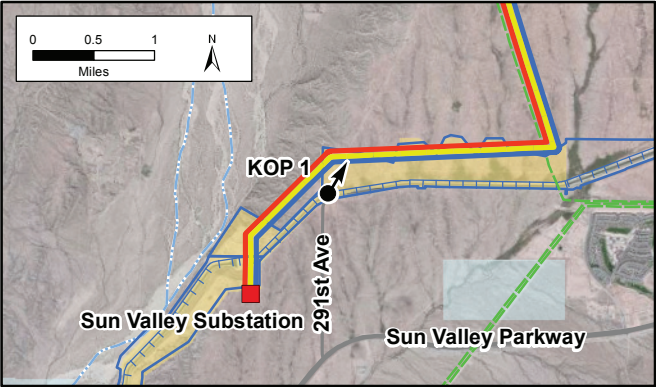 0 0.5 1
Miles
N
KOP 1
291st Ave
Sun Valley Substation
Sun Valley Parkway